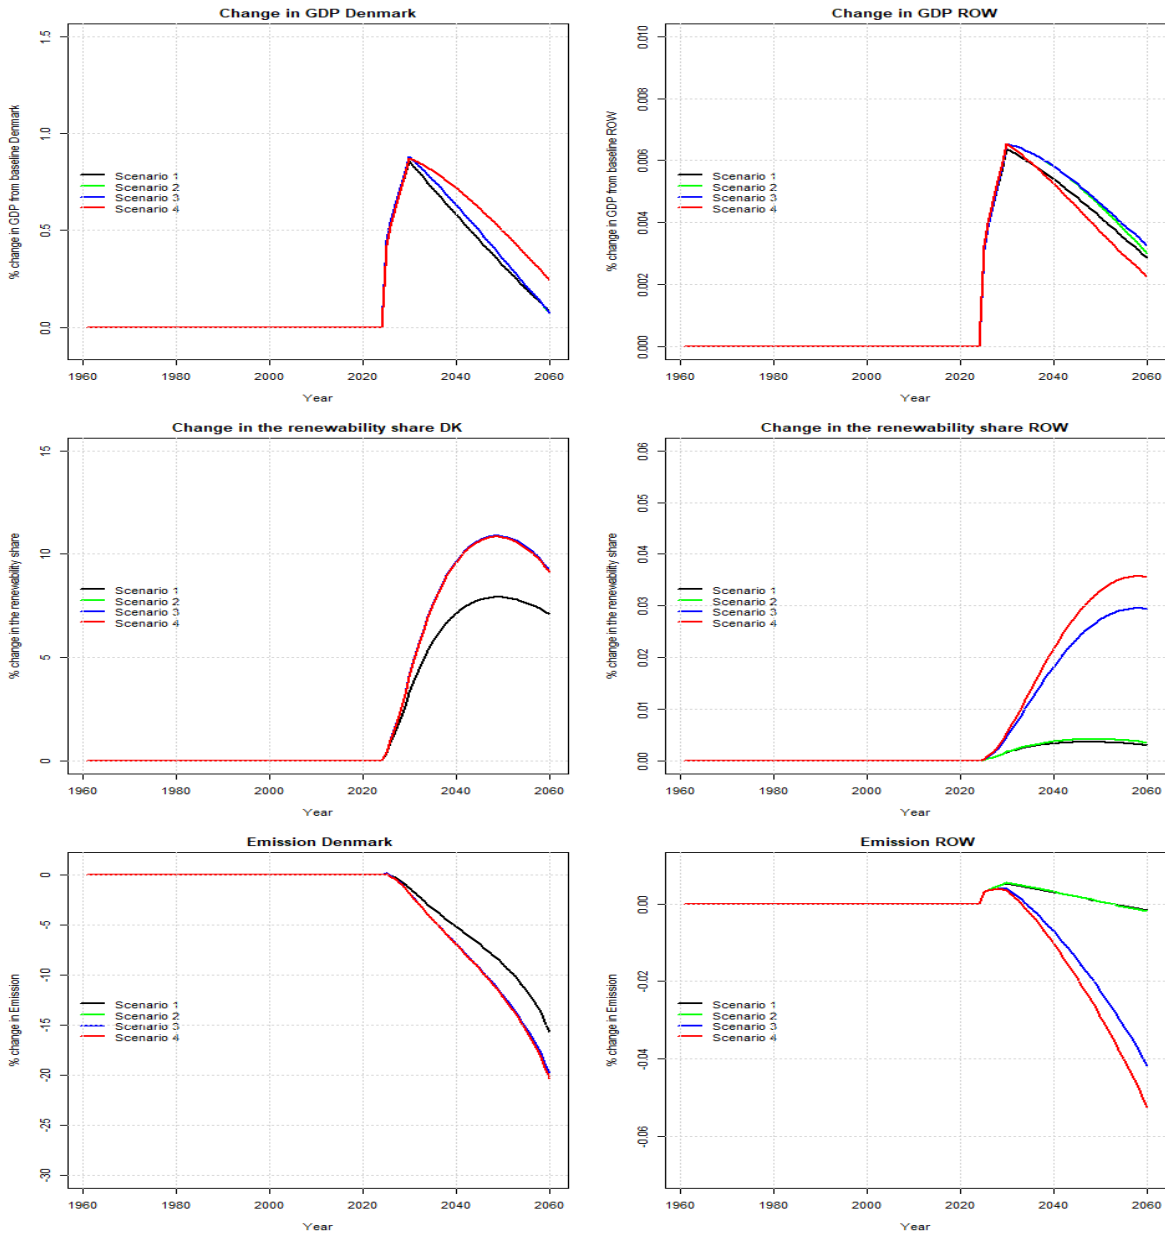 Change in GDP Denmark
% change in GDP from baseline Denmark
1.5
1.0
0.5
0.0
Scenario 1
Scenario 2
Scenario 3
Scenario 4
1960 1980 2000 2020 2040 2060
Year
Change in GDP ROW
% change in GDP from baseline ROW
0.010
0.008
0.006
0.004
0.002
0.000
Scenario 1
Scenario 2
Scenario 3
Scenario 4
1960 1980 2000 2020 2040 2060
Year
Change in the renewability share DK
% change in the renewability share
15
10
5
0
Scenario 1
Scenario 2
Scenario 3
Scenario 4
1960 1980 2000 2020 2040 2060
Year
Change in the renewability share ROW
% change in the renewability share
0.06
0.05
0.04
0.03
0.02
0.01
0.00
Scenario 1
Scenario 2
Scenario 3
Scenario 4
1960 1980 2000 2020 2040 2060
Year
Emission Denmark
% change in Emission
0
-5
-10
-15
-20
-25
-30
Scenario 1
Scenario 2
Scenario 3
Scenario 4
1960 1980 2000 2020 2040 2060
Year
Emission ROW
% change in Emission
0.00
-0.02
-0.04
-0.06
Scenario 1
Scenario 2
Scenario 3
Scenario 4
1960 1980 2000 2020 2040 2060
Year